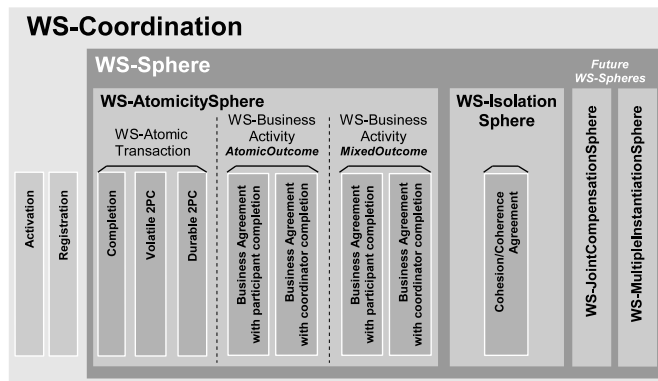 WS-Coordination
WS-Sphere
Future
WS-Spheres
WS-AtomicitySphere
WS-Isolation
Sphere
WS-Atomic
Transaction
WS-Business
Activity
AtomicOutcome
WS-Business
Activity
MixedOutcome
Activation
Registration
Completion
Volatile 2PC
Durable 2PC
Business Agreement
with participant completion
Business Agreement
with coordinator completion
Business Agreement
with participant completion
Business Agreement
with coordinator completion
Cohesion/Coherence
Agreement
WS-JointCompensationSphere
WS-MultipleInstantiationSphere